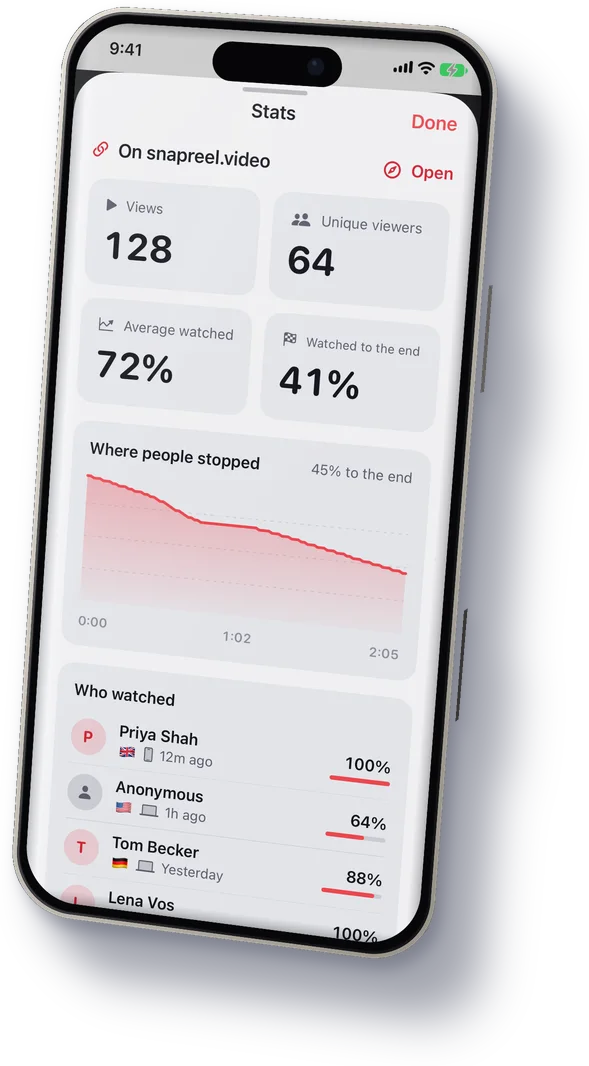 9:41
Stats
Done
On snapreel.video
Open
Views
128
Unique viewers
64
Average watched
72%
Watched to the end
41%
Where people stopped
45% to the end
0:00
1:02
2:05
Who watched
P
Priya Shah
12m ago
100%
Anonymous
1h ago
64%
T
Tom Becker
Yesterday
88%
L
Lena Vos
100%